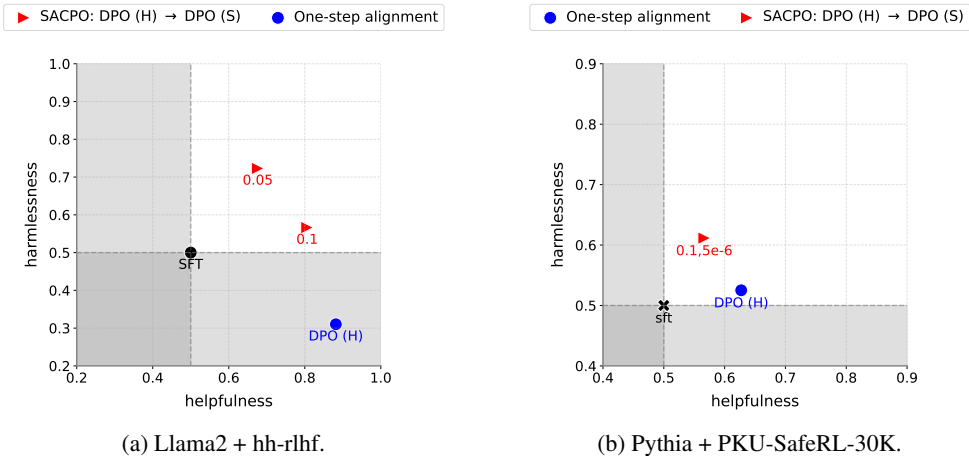 SACPO: DPO (H) → DPO (S) One-step alignment
1.0
0.9
0.8
0.7
0.6
0.5
0.4
0.3
0.2
harmlessness
0.05
0.1
SFT
DPO (H)
0.2 0.4 0.6 0.8 1.0
helpfulness
(a) Llama2 + hh-rlhf.
One-step alignment SACPO: DPO (H) → DPO (S)
0.9
0.8
0.7
0.6
0.5
0.4
harmlessness
0.1,5e-6
DPO (H)
sft
0.4 0.5 0.6 0.7 0.8 0.9
helpfulness
(b) Pythia + PKU-SafeRL-30K.